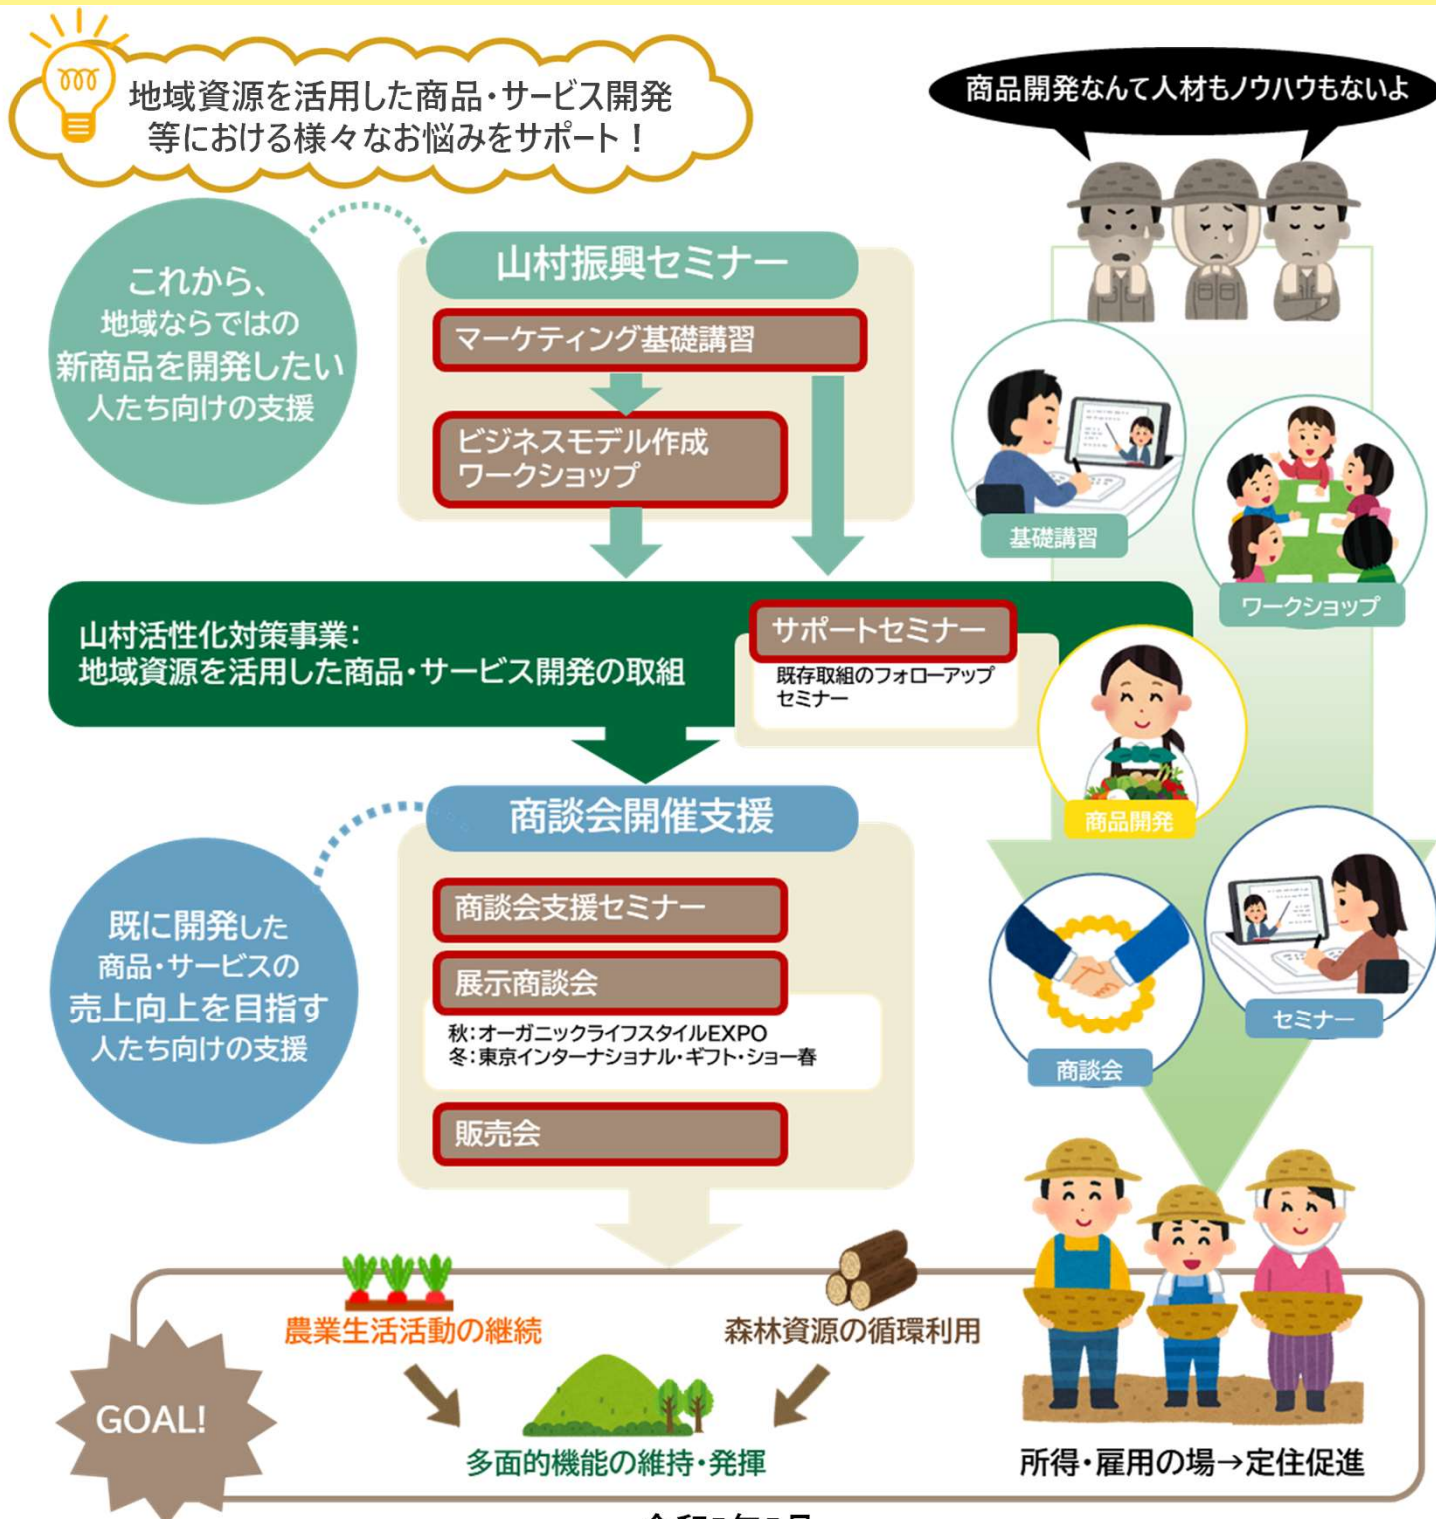 地域資源を活用した商品・サービス開発
等における様々なお悩みをサポート！
商品開発なんて人材もノウハウもないよ
これから、
地域ならではの
新商品を開発したい
人たち向けの支援
山村振興セミナー
マーケティング基礎講習
ビジネスモデル作成
ワークショップ
基礎講習
ワークショップ
山村活性化対策事業：
地域資源を活用した商品・サービス開発の取組
サポートセミナー
既存取組のフォローアップ
セミナー
商品開発
商談会開催支援
既に開発した
商品・サービスの
売上向上を目指す
人たち向けの支援
商談会支援セミナー
展示商談会
秋：オーガニックライフスタイルEXPO
冬：東京インターナショナル・ギフト・ショー春
販売会
セミナー
商談会
農業生活活動の継続
森林資源の循環利用
GOAL!
多面的機能の維持・発揮
所得・雇用の場→定住促進